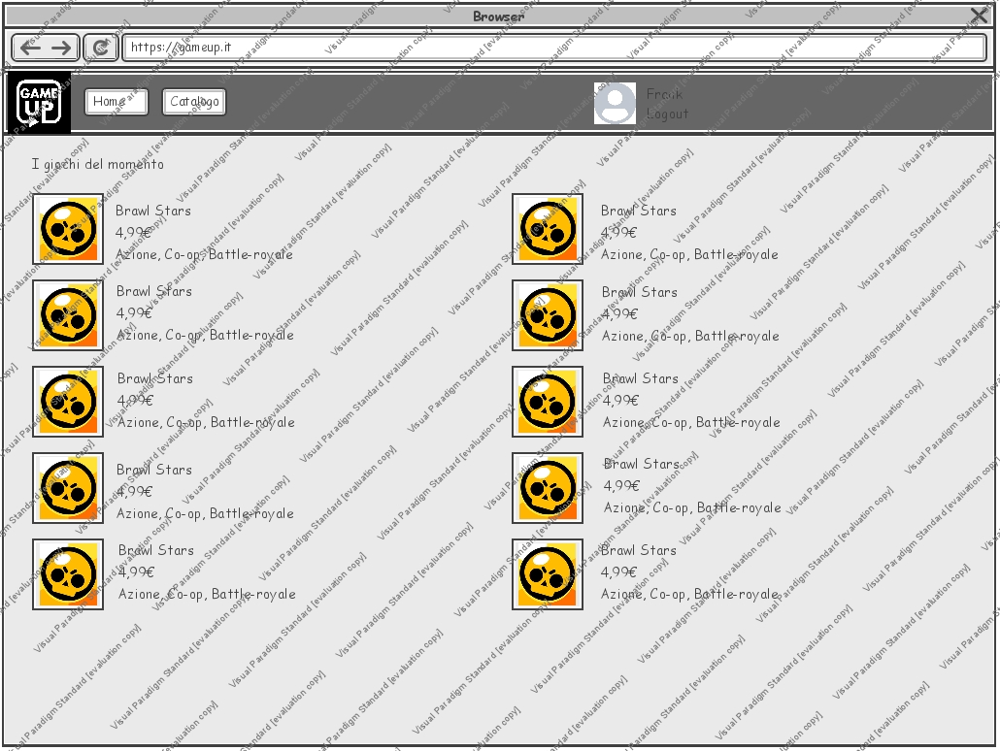 Browser
https://gameup.it
GAME
UP
Home
Catalogo
Frank
Logout
I giochi del momento
Brawl Stars
4,99€
Azione, Co-op, Battle-royale
Brawl Stars
4,99€
Azione, Co-op, Battle-royale
Brawl Stars
4,99€
Azione, Co-op, Battle-royale
Brawl Stars
4,99€
Azione, Co-op, Battle-royale
Brawl Stars
4,99€
Azione, Co-op, Battle-royale
Brawl Stars
4,99€
Azione, Co-op, Battle-royale
Brawl Stars
4,99€
Azione, Co-op, Battle-royale
Brawl Stars
4,99€
Azione, Co-op, Battle-royale
Brawl Stars
4,99€
Azione, Co-op, Battle-royale
Brawl Stars
4,99€
Azione, Co-op, Battle-royale
Visual Paradigm Standard [evaluation copy]